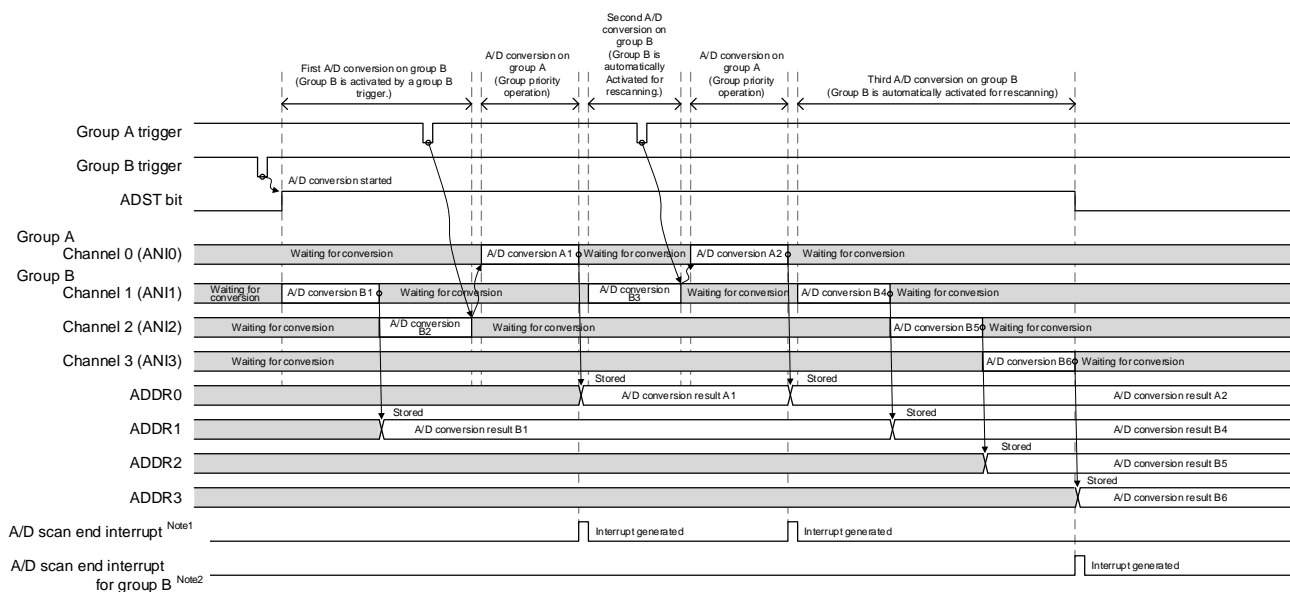 Second A/D
conversion on
group B
(Group B is
automatically
Activated for
rescanning.)
First A/D conversion on group B
(Group B is activated by a group B
trigger.)
A/D conversion on
group A
(Group priority
operation)
A/D conversion on
group A
(Group priority
operation)
Third A/D conversion on group B
(Group B is automatically activated for rescanning)
Group A trigger
Group B trigger
A/D conversion started
ADST bit
Group A
Channel 0 (ANI0)
Waiting for conversion
A/D conversion A1
Waiting for conversion
A/D conversion A2
Waiting for conversion
Group B
Channel 1 (ANI1)
Waiting for
conversion
A/D conversion B1
Waiting for conversion
A/D conversion
B3
Waiting for conversion
A/D conversion B4
Waiting for conversion
Channel 2 (ANI2)
Waiting for conversion
A/D conversion
B2
Waiting for conversion
A/D conversion B5
Waiting for conversion
Channel 3 (ANI3)
Waiting for conversion
A/D conversion B6
Waiting for conversion
ADDR0
Stored
A/D conversion result A1
Stored
A/D conversion result A2
ADDR1
Stored
A/D conversion result B1
Stored
A/D conversion result B4
ADDR2
Stored
A/D conversion result B5
ADDR3
Stored
A/D conversion result B6
A/D scan end interrupt Note1
Interrupt generated
Interrupt generated
A/D scan end interrupt
for group B Note2
Interrupt generated